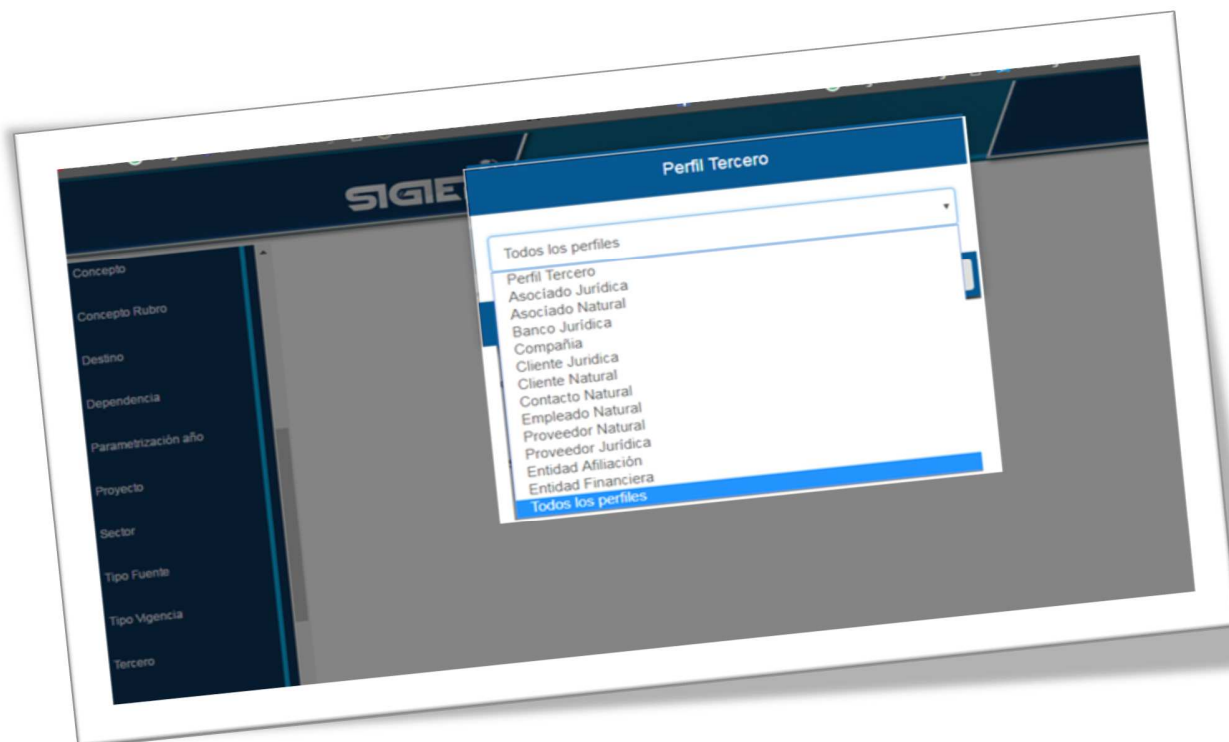 SIGIE
Perfil Tercero
Todos los perfiles
Perfil Tercero
Asociado Jurídica
Asociado Natural
Banco Jurídica
Compañia
Cliente Juridica
Cliente Natural
Contacto Natural
Empleado Natural
Proveedor Natural
Proveedor Jurídica
Entidad Afiliación
Entidad Financiera
Todos los perfiles
Concepto
Concepto Rubro
Destino
Dependencia
Parametrización año
Proyecto
Sector
Tipo Fuente
Tipo Vigencia
Tercero